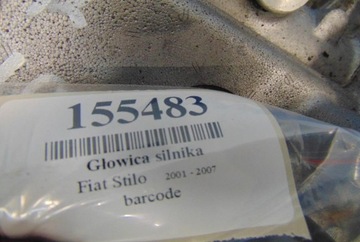 155483
Głowica silnika
Fiat Stilo 2001 - 2007
barcode